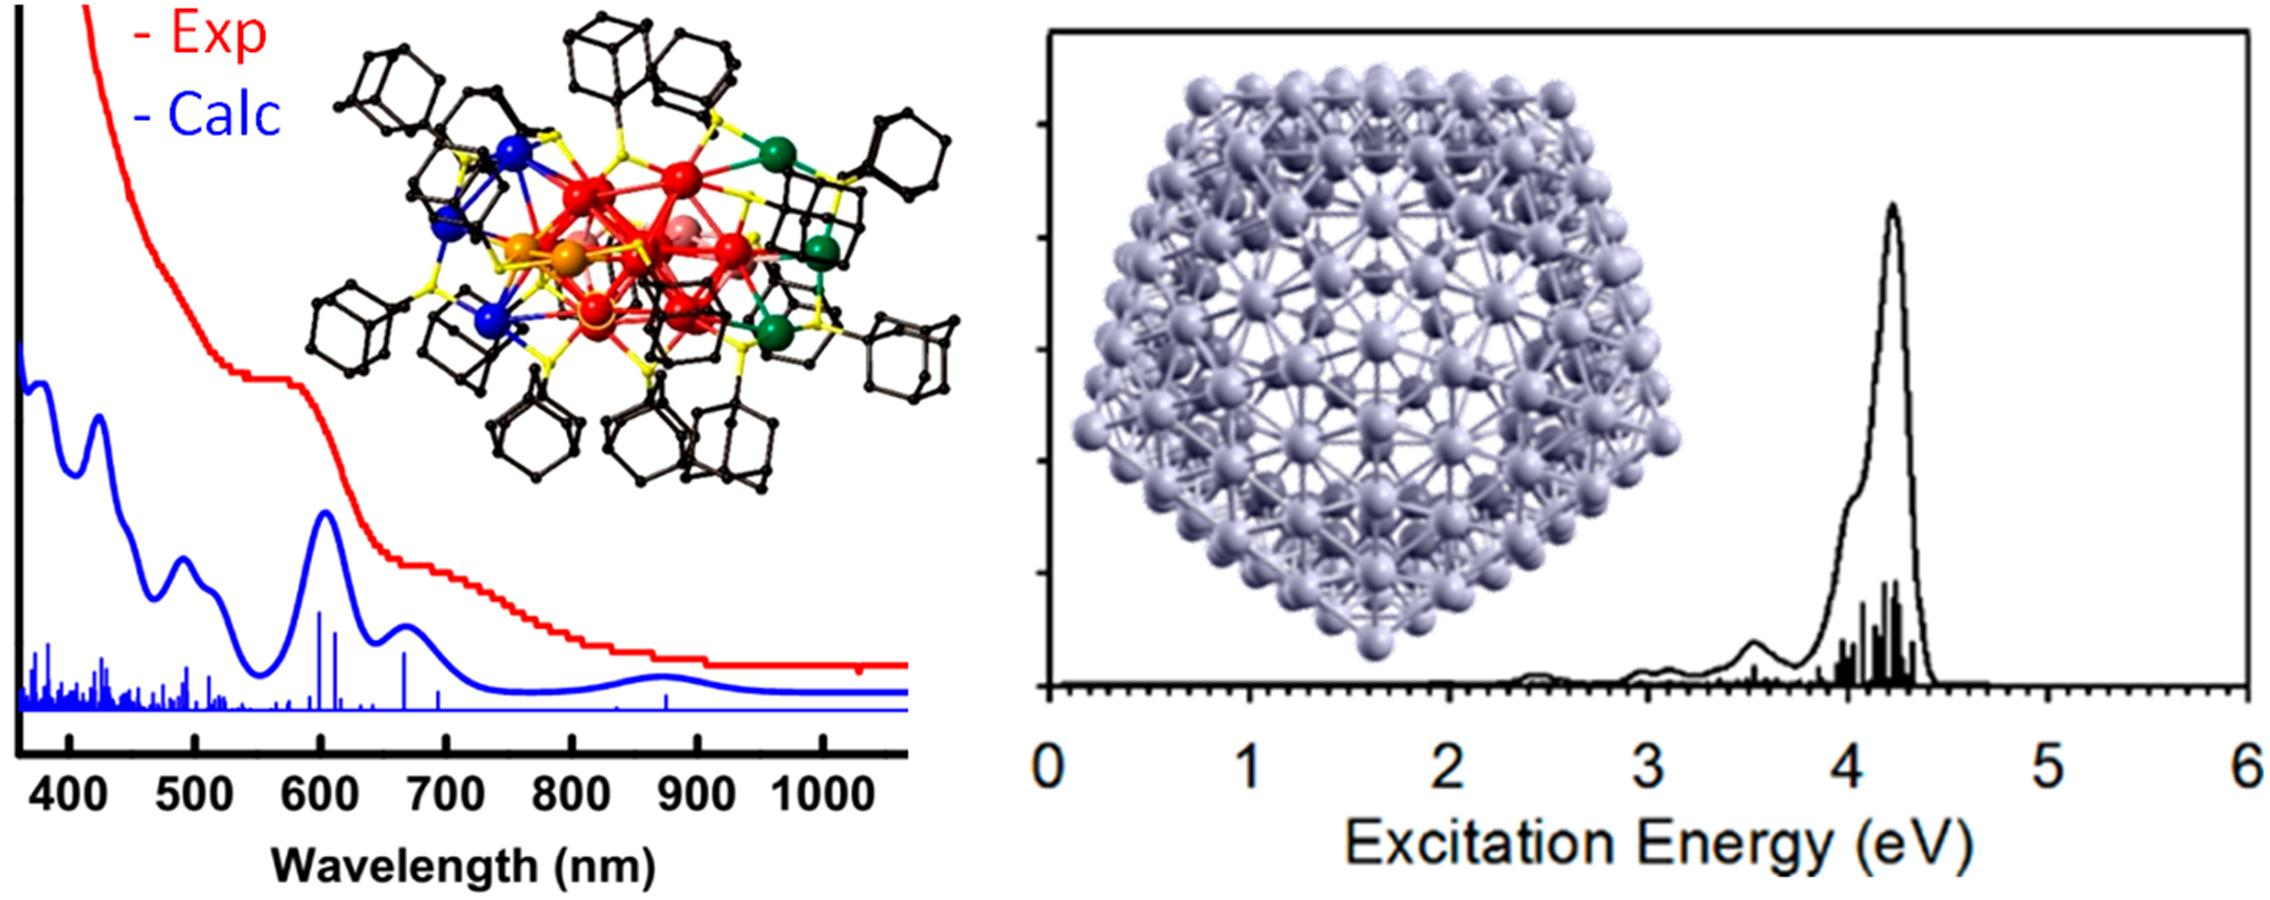 - Exp
- Calc
400 500 600 700 800 900 1000
Wavelength (nm)
0 1 2 3 4 5 6
Excitation Energy (eV)